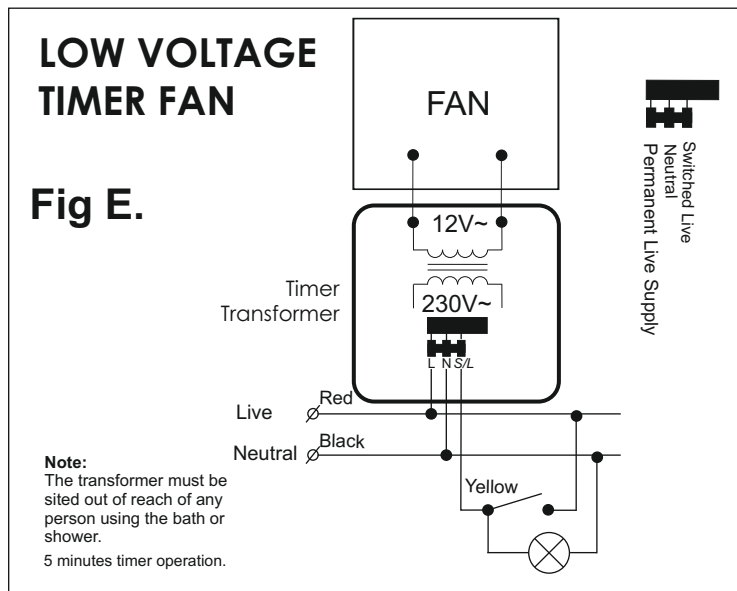 LOW VOLTAGE
TIMER FAN
Fig E.
FAN
Switched Live
Neutral
Permanent Live Supply
12V~
Timer
Transformer
230V~
L N S/L
Live
Red
Neutral
Black
Yellow
Note:
The transformer must be
sited out of reach of any
person using the bath or
shower.
5 minutes timer operation.